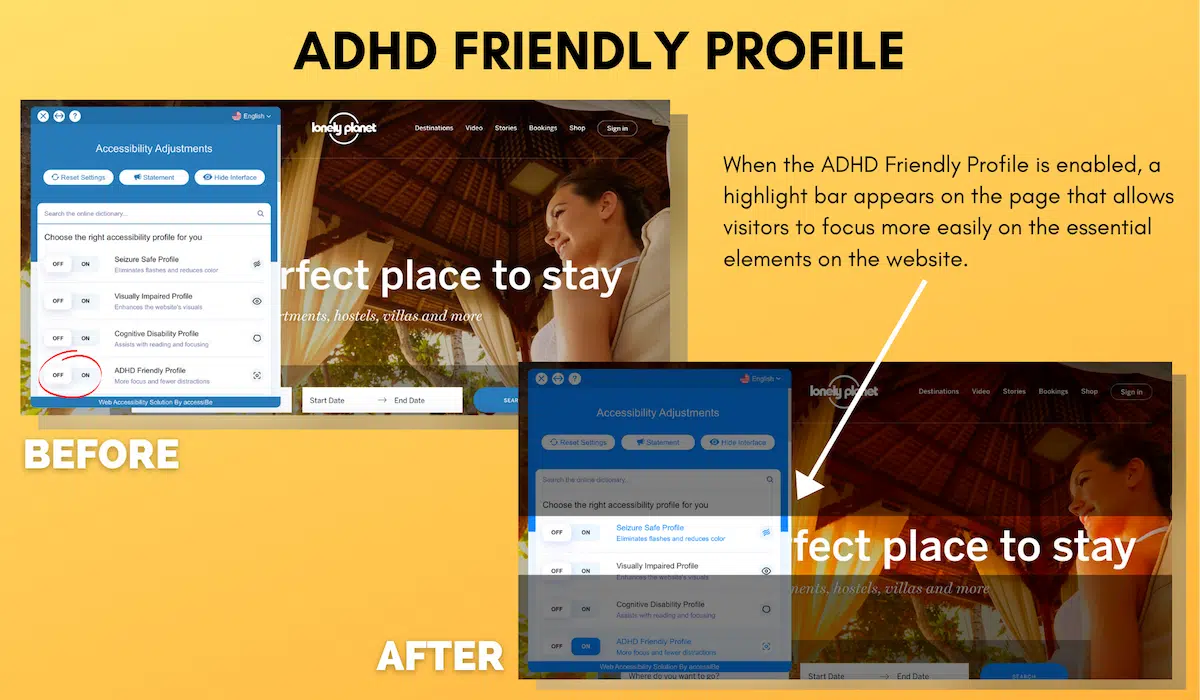 ADHD FRIENDLY PROFILE
English
Accessibility Adjustments
Reset Settings
Statement
Hide Interface
Search the online dictionary...
Choose the right accessibility profile for you
OFF ON Seizure Safe Profile
Eliminates flashes and reduces color
OFF ON Visually Impaired Profile
Enhances the website's visuals
OFF ON Cognitive Disability Profile
Assists with reading and focusing
OFF ON ADHD Friendly Profile
More focus and fewer distractions
Web Accessibility Solution By accessiBe
lonely planet
Destinations Video Stories Bookings Shop Sign in
rfect place to stay
rtments, hostels, villas and more
Start Date → End Date
SEAR
BEFORE
When the ADHD Friendly Profile is enabled, a
highlight bar appears on the page that allows
visitors to focus more easily on the essential
elements on the website.
English
Accessibility Adjustments
Reset Settings
Statement
Hide Interface
Search the online dictionary...
Choose the right accessibility profile for you
OFF ON Seizure Safe Profile
Eliminates flashes and reduces color
OFF ON Visually Impaired Profile
Enhances the website's visuals
OFF ON Cognitive Disability Profile
Assists with reading and focusing
OFF ON ADHD Friendly Profile
More focus and fewer distractions
Web Accessibility Solution By accessiBe
Where do you want to go?
lonely planet
Destinations Video Stories Bookings Shop Sign in
rfect place to stay
ments, hostels, villas and more
Start Date → End Date
SEARCH
AFTER